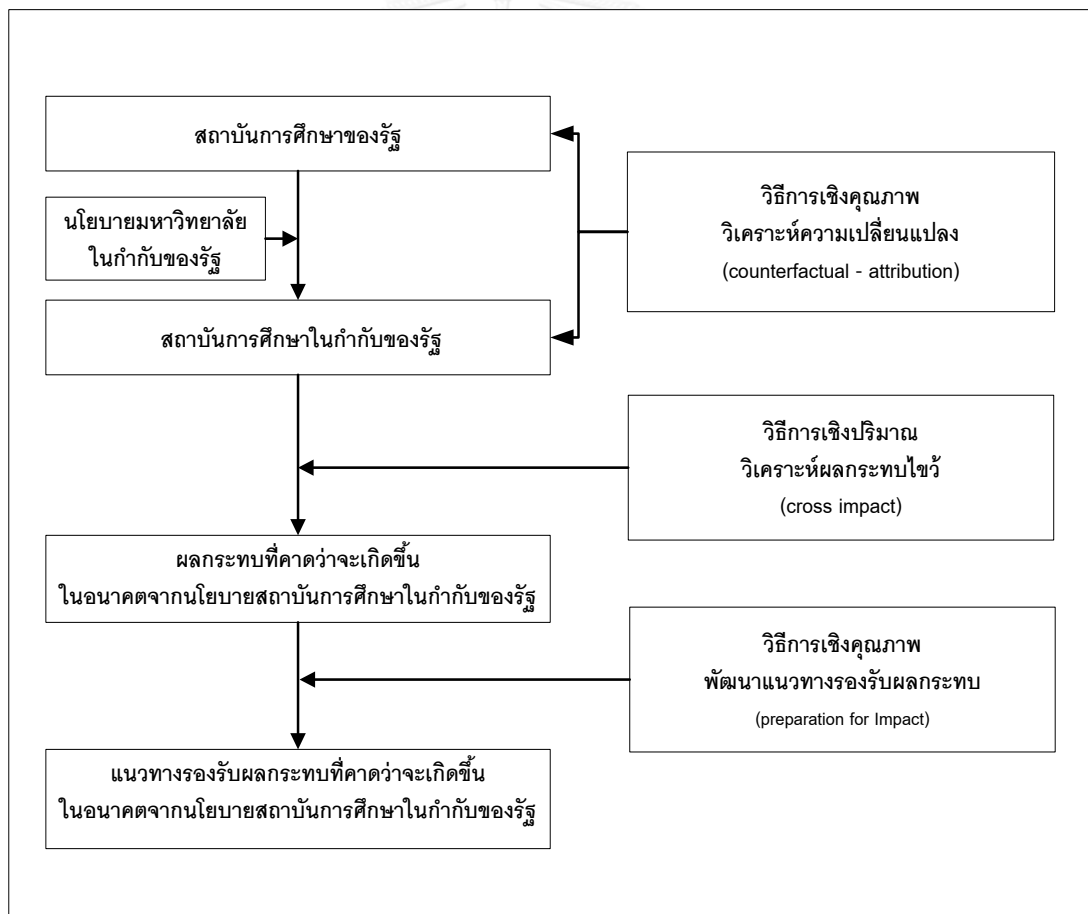 สถาบันการศึกษาของรัฐ
นโยบายมหาวิทยาลัย
ในกำกับของรัฐ
สถาบันการศึกษาในกำกับของรัฐ
วิธีการเชิงคุณภาพ
วิเคราะห์ความเปลี่ยนแปลง
(counterfactual - attribution)
วิธีการเชิงปริมาณ
วิเคราะห์ผลกระทบไขว้
(cross impact)
ผลกระทบที่คาดว่าจะเกิดขึ้น
ในอนาคตจากนโยบายสถาบันการศึกษาในกำกับของรัฐ
วิธีการเชิงคุณภาพ
พัฒนาแนวทางรองรับผลกระทบ
(preparation for Impact)
แนวทางรองรับผลกระทบที่คาดว่าจะเกิดขึ้น
ในอนาคตจากนโยบายสถาบันการศึกษาในกำกับของรัฐ